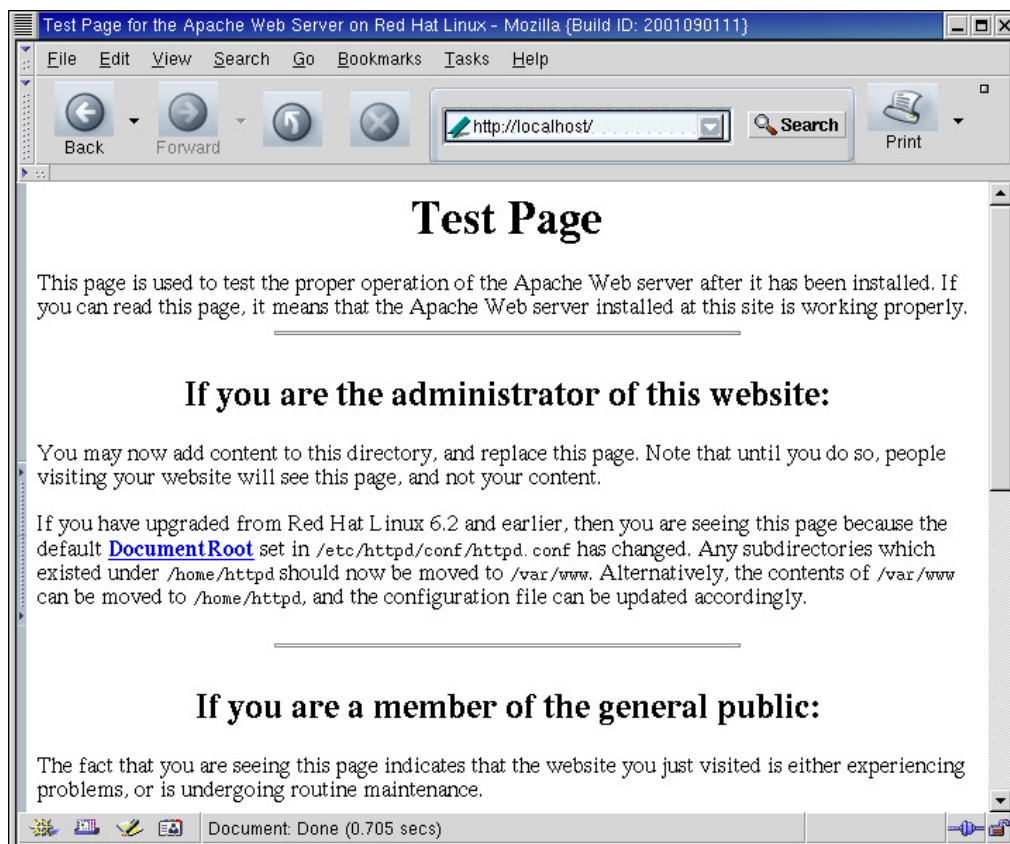 Test Page for the Apache Web Server on Red Hat Linux - Mozilla {Build ID: 2001090111}
File Edit View Search Go Bookmarks Tasks Help
http://localhost/
Search
Back
Forward
Print
Test Page
This page is used to test the proper operation of the Apache Web server after it has been installed. If
you can read this page, it means that the Apache Web server installed at this site is working properly.
If you are the administrator of this website:
You may now add content to this directory, and replace this page. Note that until you do so, people
visiting your website will see this page, and not your content.
If you have upgraded from Red Hat Linux 6.2 and earlier, then you are seeing this page because the
default DocumentRoot set in /etc/httpd/conf/httpd.conf has changed. Any subdirectories which
existed under /home/httpd should now be moved to /var/www. Alternatively, the contents of /var/www
can be moved to /home/httpd, and the configuration file can be updated accordingly.
If you are a member of the general public:
The fact that you are seeing this page indicates that the website you just visited is either experiencing
problems, or is undergoing routine maintenance.
Document: Done (0.705 secs)